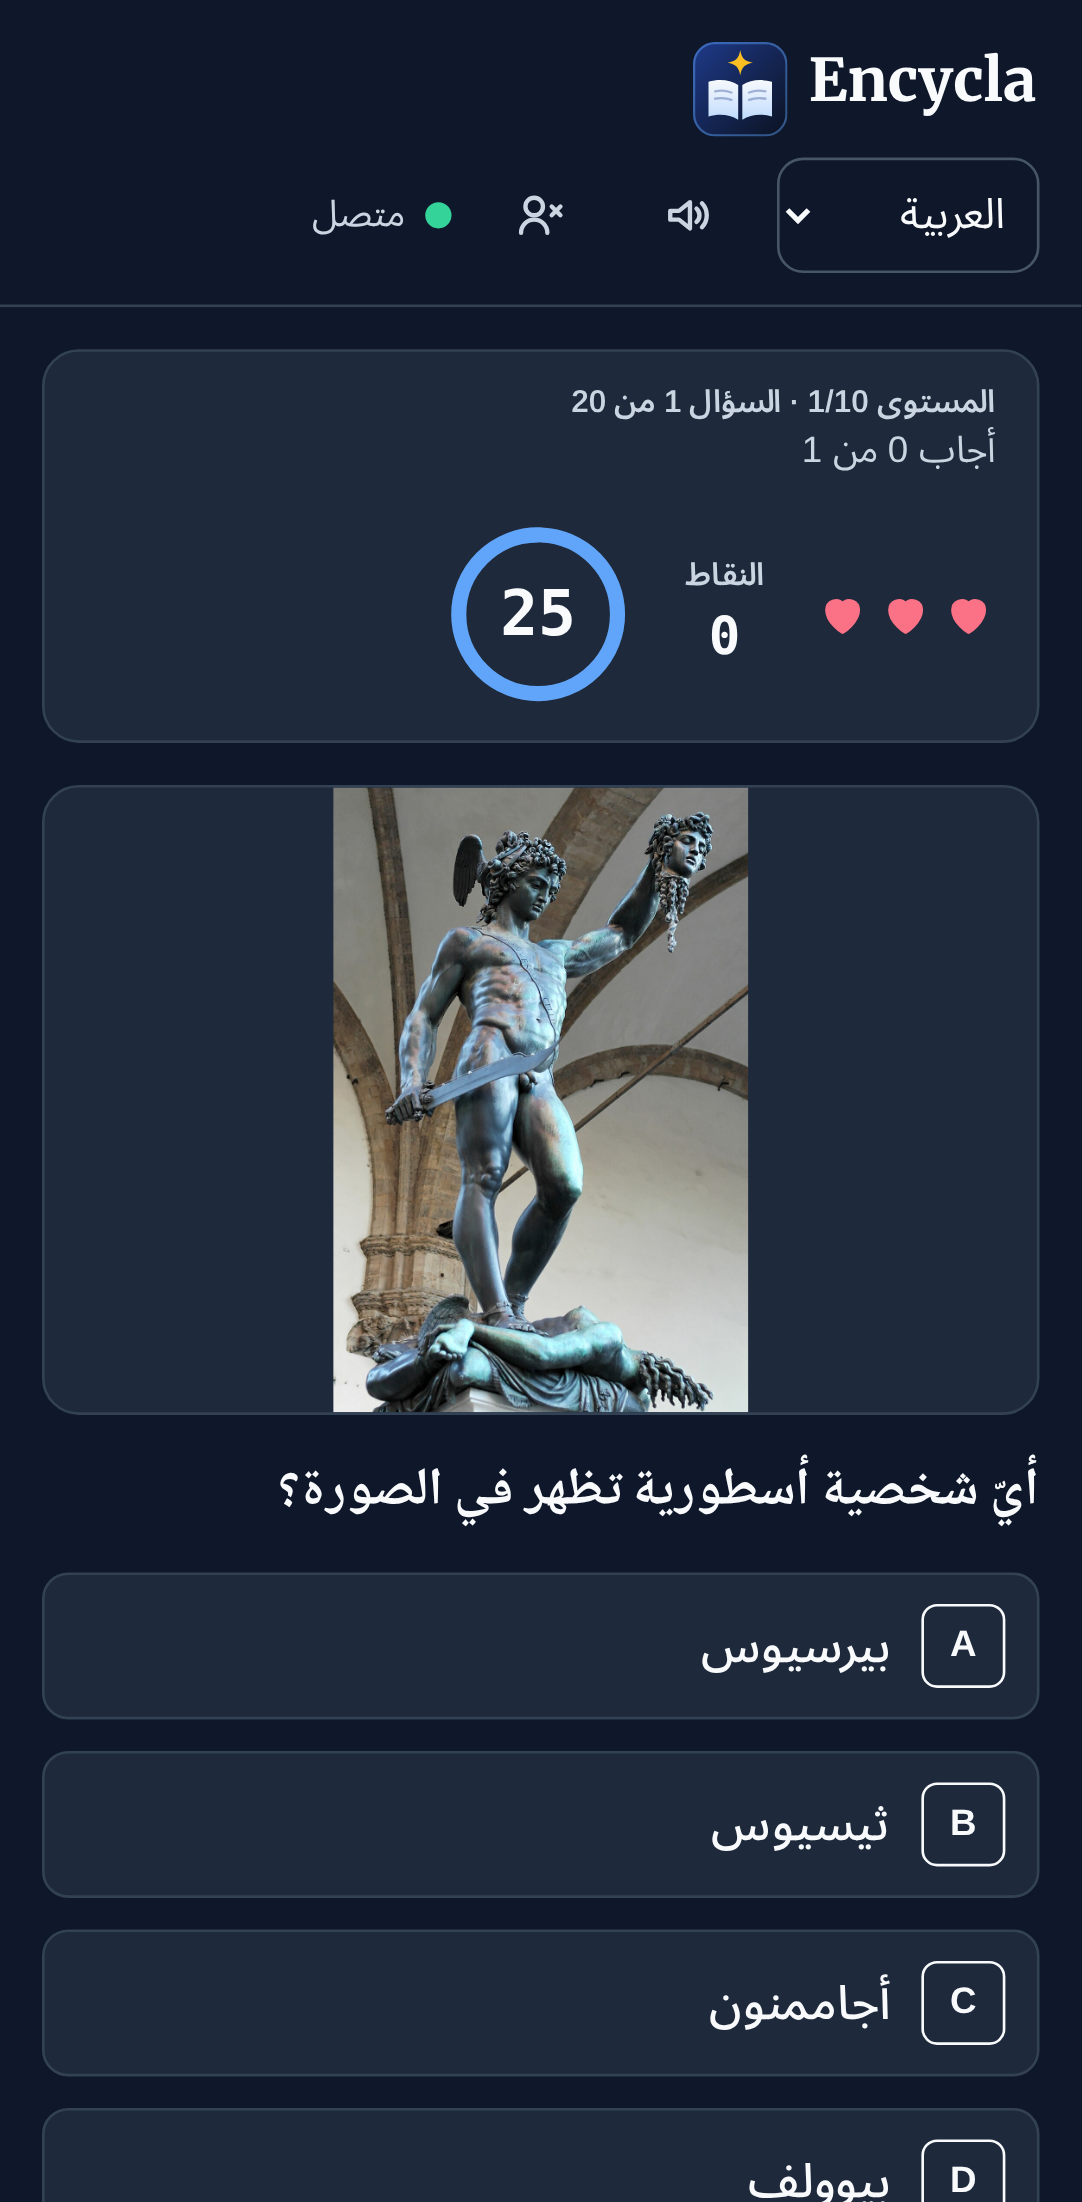 Encycla
العربية
متصل
المستوى 1/10 · السؤال 1 من 20
أجاب 0 من 1
النقاط
0
25
أيّ شخصية أسطورية تظهر في الصورة؟
A بيرسيوس
B ثيسيوس
C أجاممنون
D بيوولف